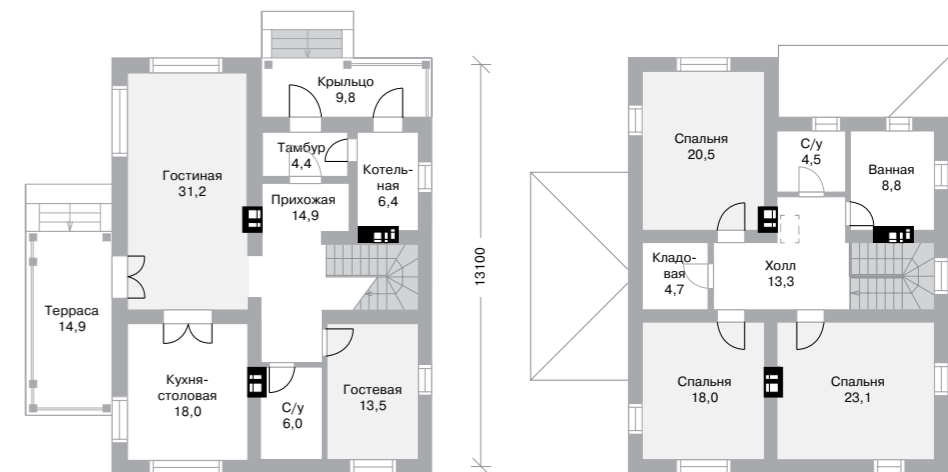 Крыльцо
9,8
Тамбур
4,4
Гостиная
31,2
Котель-
ная
6,4
Прихожая
14,9
Терраса
14,9
Кухня-
столовая
18,0
С/у
6,0
Гостевая
13,5
13100
Спальня
20,5
С/у
4,5
Ванная
8,8
Кладо-
вая
4,7
Холл
13,3
Спальня
18,0
Спальня
23,1